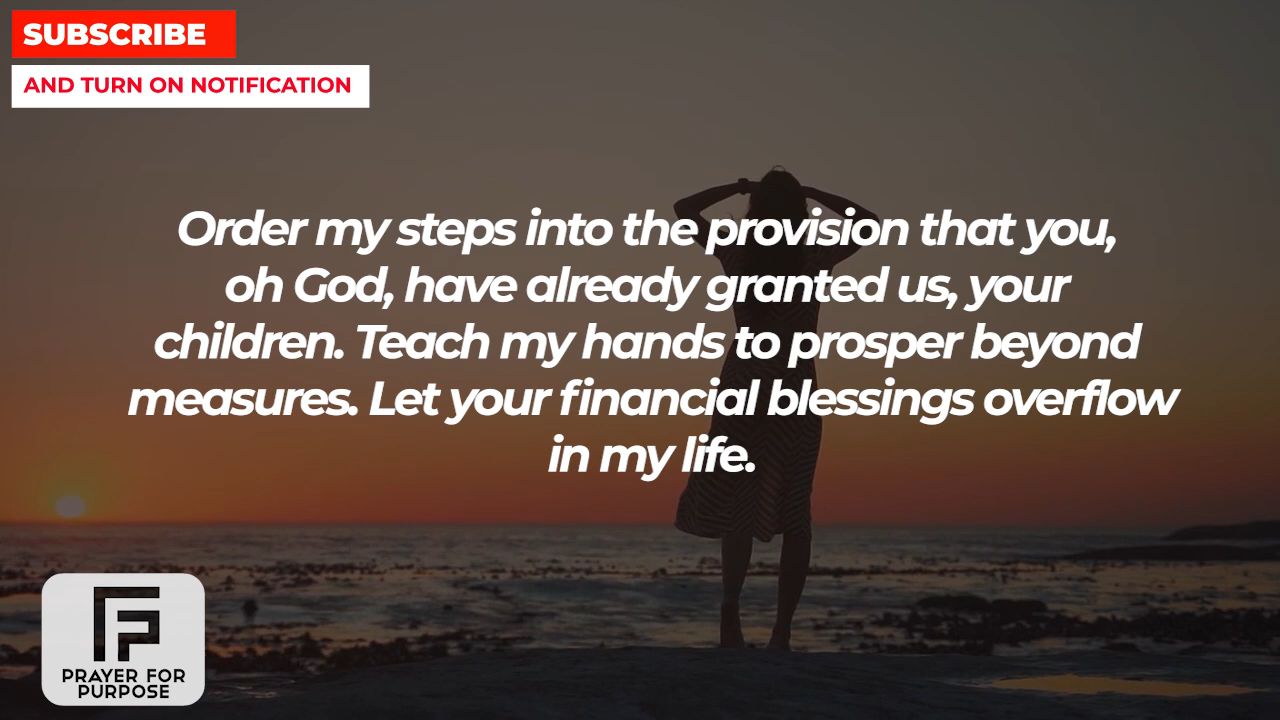 SUBSCRIBE
AND TURN ON NOTIFICATION
Order my steps into the provision that you,
oh God, have already granted us, your
children. Teach my hands to prosper beyond
measures. Let your financial blessings overflow
in my life.
PRAYER FOR
PURPOSE